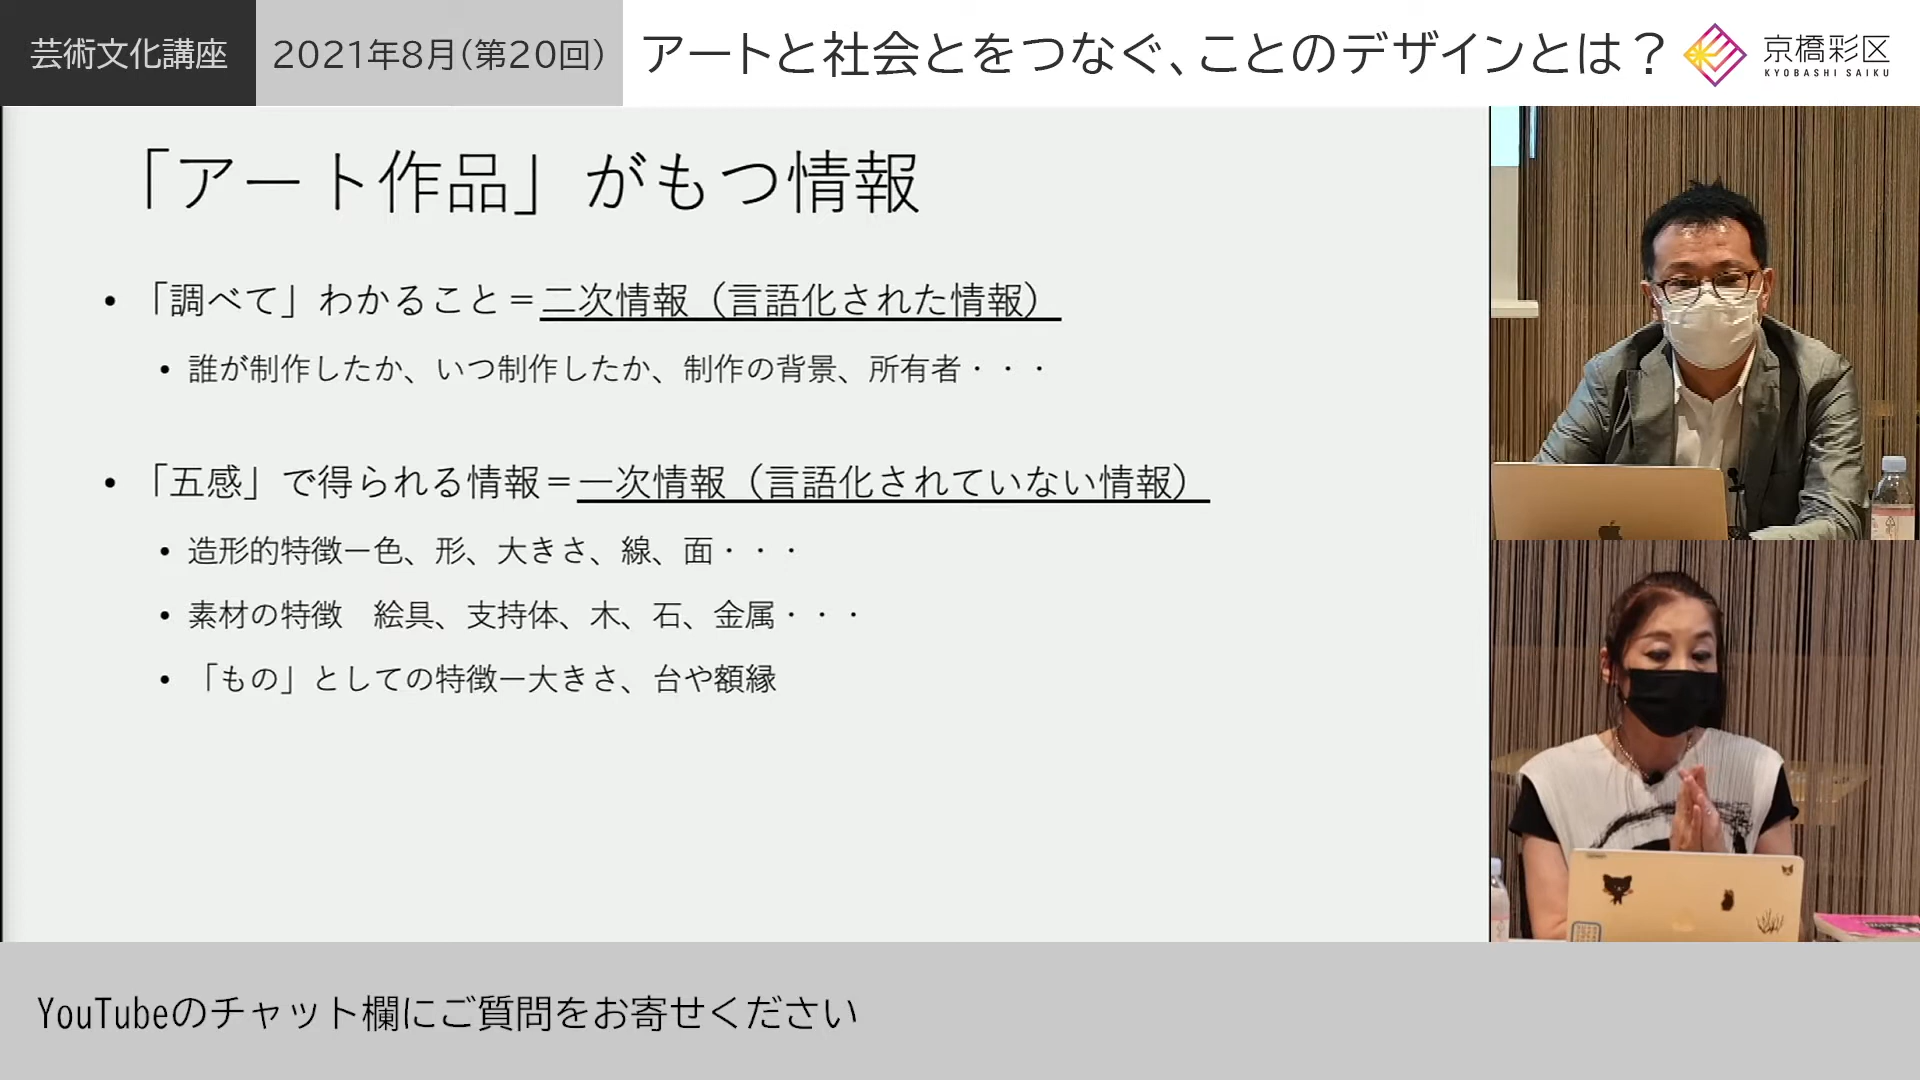 芸術文化講座
2021年8月(第20回)
アートと社会とをつなぐ、ことのデザインとは？
京橋彩区
KYOBASHI SAIKU
「アート作品」がもつ情報
• 「調べて」わかること＝二次情報（言語化された情報）
• 誰が制作したか、いつ制作したか、制作の背景、所有者・・・
• 「五感」で得られる情報＝一次情報（言語化されていない情報）
• 造形的特徴ー色、形、大きさ、線、面・・・
• 素材の特徴　絵具、支持体、木、石、金属・・・
• 「もの」としての特徴ー大きさ、台や額縁
YouTubeのチャット欄にご質問をお寄せください